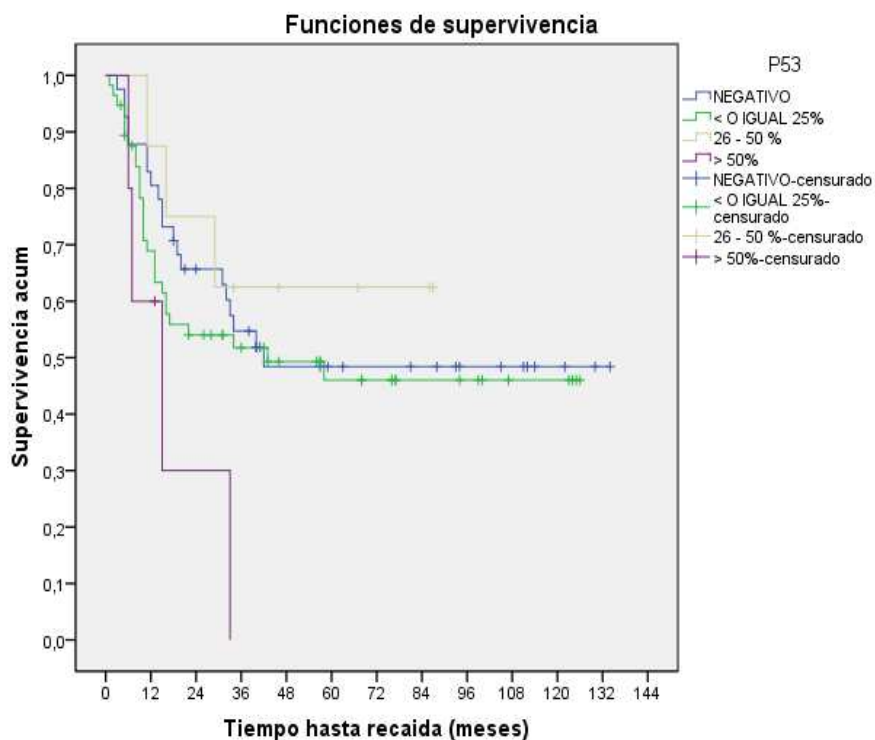 Funciones de supervivencia
P53
NEGATIVO
< O IGUAL 25%
26 - 50 %
> 50%
NEGATIVO-censurado
< O IGUAL 25%-
censurado
26 - 50 %-censurado
> 50%-censurado
Supervivencia acum
1,0
0,9
0,8
0,7
0,6
0,5
0,4
0,3
0,2
0,1
0,0
0 12 24 36 48 60 72 84 96 108 120 132 144
Tiempo hasta recaida (meses)